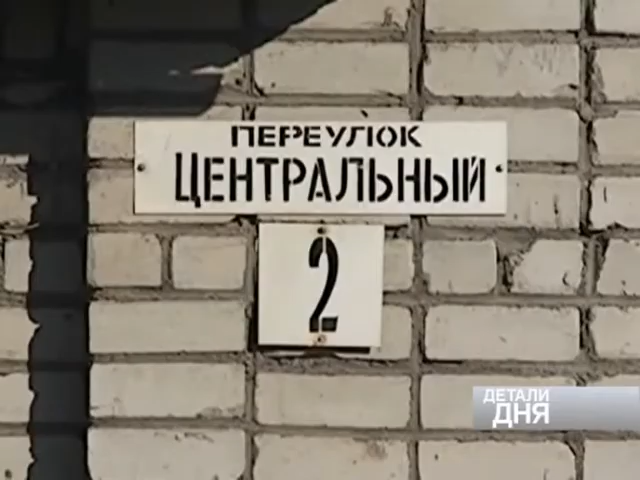 ПЕРЕУЛОК
ЦЕНТРАЛЬНЫЙ
2
ДЕТАЛИ
ДНЯ